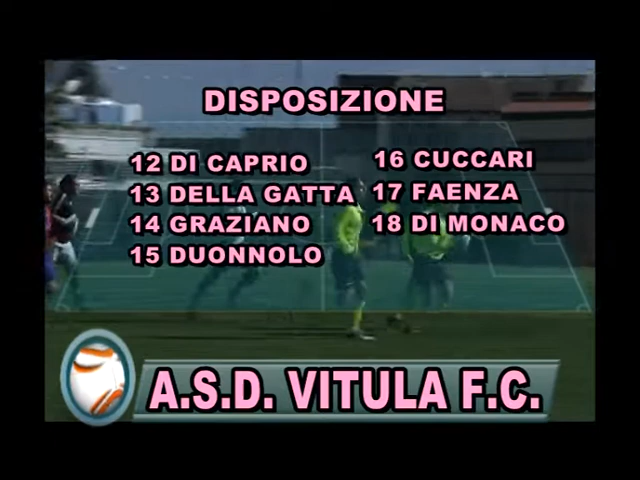 DISPOSIZIONE
12 DI CAPRIO
13 DELLA GATTA
14 GRAZIANO
15 DUONNOLO
16 CUCCARI
17 FAENZA
18 DI MONACO
A.S.D. VITULA F.C.